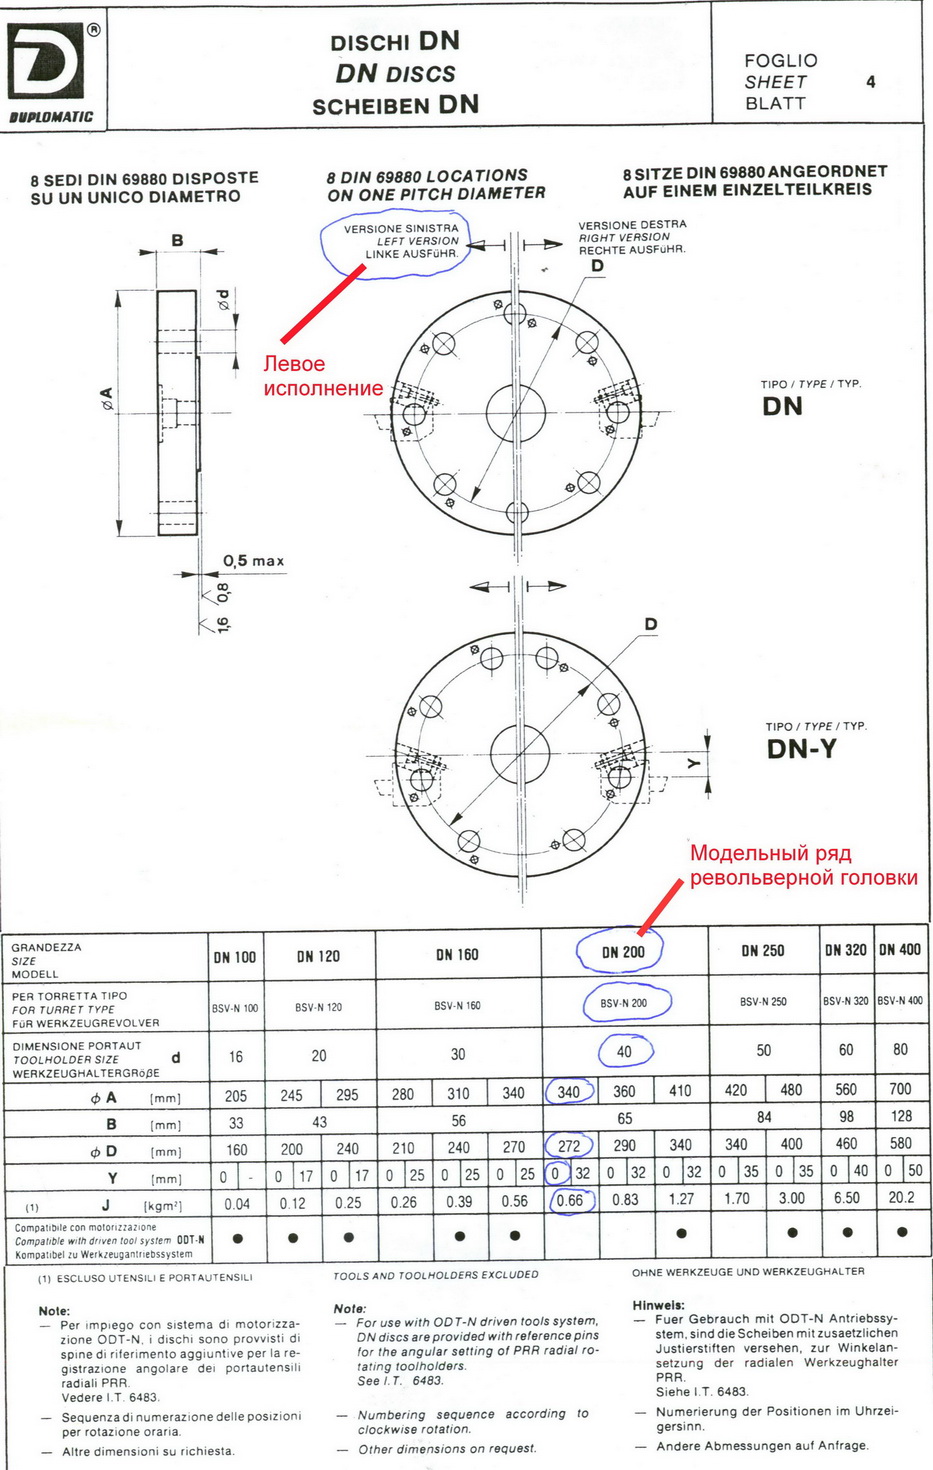 DUPLOMATIC
®
DISCHI DN
DN DISCS
SCHEIBEN DN
FOGLIO
SHEET
BLATT
4
8 SEDI DIN 69880 DISPOSTE
SU UN UNICO DIAMETRO
8 DIN 69880 LOCATIONS
ON ONE PITCH DIAMETER
8 SITZE DIN 69880 ANGEORDNET
AUF EINEM EINZELTEILKREIS
VERSIONE SINISTRA
LEFT VERSION
LINKE AUSFÜHR.
VERSIONE DESTRA
RIGHT VERSION
RECHTE AUSFÜHR.
B
Ød
ØA
D
Левое
исполнение
TIPO / TYPE / TYP.
DN
0,5 max
0,8
1,6
D
TIPO / TYPE / TYP.
DN-Y
Y
Модельный ряд
револьверной головки
GRANDEZZA
SIZE
MODELL
DN 100 DN 120 DN 160 DN 200 DN 250 DN 320 DN 400
PER TORRETTA TIPO
FOR TURRET TYPE
FÜR WERKZEUGREVOLVER
BSV-N 100 BSV-N 120 BSV-N 160 BSV-N 200 BSV-N 250 BSV-N 320 BSV-N 400
DIMENSIONE PORTAUT
TOOLHOLDER SIZE d
WERKZEUGHALTERGRÖßE
16 20 30 40 50 60 80
ϕ A [mm] 205 245 295 280 310 340 340 360 410 420 480 560 700
B [mm] 33 43 56 65 84 98 128
ϕ D [mm] 160 200 240 210 240 270 272 290 340 340 400 460 580
Y [mm] 0 - 0 17 0 17 0 25 0 25 0 25 0 32 0 32 0 32 0 35 0 35 0 40 0 50
(1) J [kgm²] 0.04 0.12 0.25 0.26 0.39 0.56 0.66 0.83 1.27 1.70 3.00 6.50 20.2
Compatibile con motorizzazione
Compatible with driven tool system ODT-N
Kompatibel zu Werkzeugantriebssystem
● ● ● ● ● ● ● ● ●
(1) ESCLUSO UTENSILI E PORTAUTENSILI
TOOLS AND TOOLHOLDERS EXCLUDED
OHNE WERKZEUGE UND WERKZEUGHALTER
Note:
— Per impiego con sistema di motorizza-
zione ODT-N, i dischi sono provvisti di
spine di riferimento aggiuntive per la re-
gistrazione angolare dei portautensili
radiali PRR.
Vedere I.T. 6483.
— Sequenza di numerazione delle posizioni
per rotazione oraria.
— Altre dimensioni su richiesta.
Note:
— For use with ODT-N driven tools system,
DN discs are provided with reference pins
for the angular setting of PRR radial ro-
tating toolholders.
See I.T. 6483.
— Numbering sequence according to
clockwise rotation.
— Other dimensions on request.
Hinweis:
— Fuer Gebrauch mit ODT-N Antriebssy-
stem, sind die Scheiben mit zusaetzlichen
Justierstiften versehen, zur Winkelan-
setzung der radialen Werkzeughalter
PRR.
Siehe I.T. 6483.
— Numerierung der Positionen im Uhrzei-
gersinn.
— Andere Abmessungen auf Anfrage.